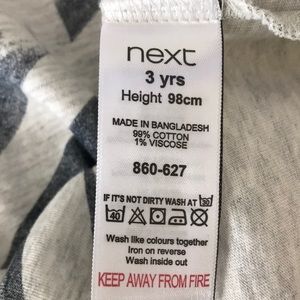 next
3 yrs
Height 98cm
MADE IN BANGLADESH
99% COTTON
1% VISCOSE
860-627
IF IT'S NOT DIRTY WASH AT 30
40
Wash like colours together
Iron on reverse
Wash inside out
KEEP AWAY FROM FIRE